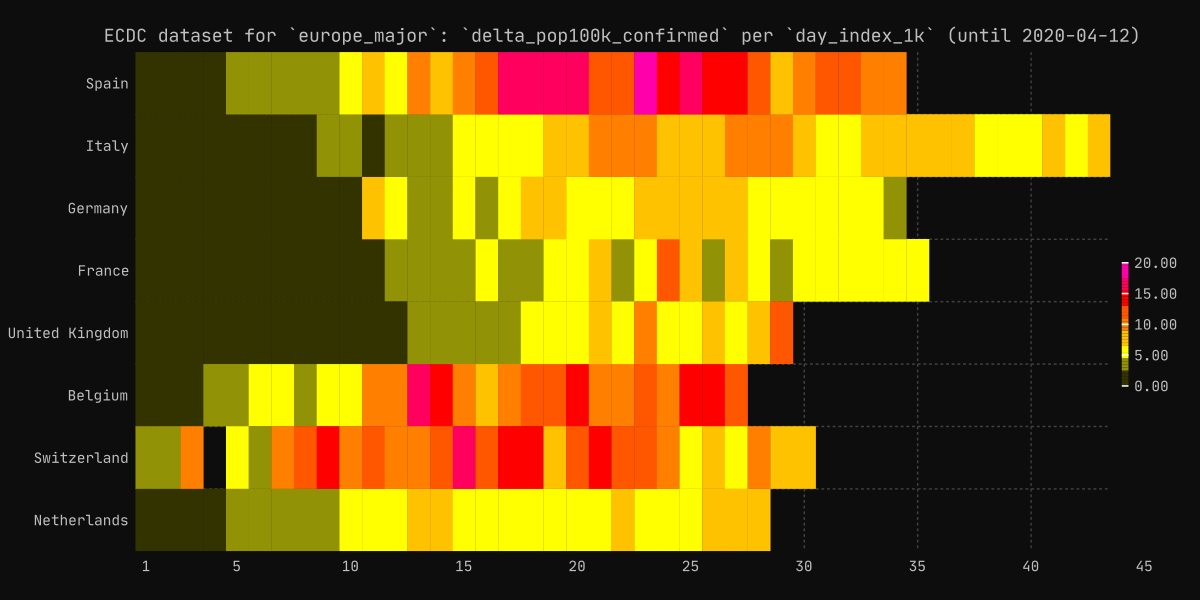 ECDC dataset for `europe_major`: `delta_pop100k_confirmed` per `day_index_1k` (until 2020-04-12)
Spain
Italy
Germany
France
United Kingdom
Belgium
Switzerland
Netherlands
20.00
15.00
10.00
5.00
0.00
1 5 10 15 20 25 30 35 40 45